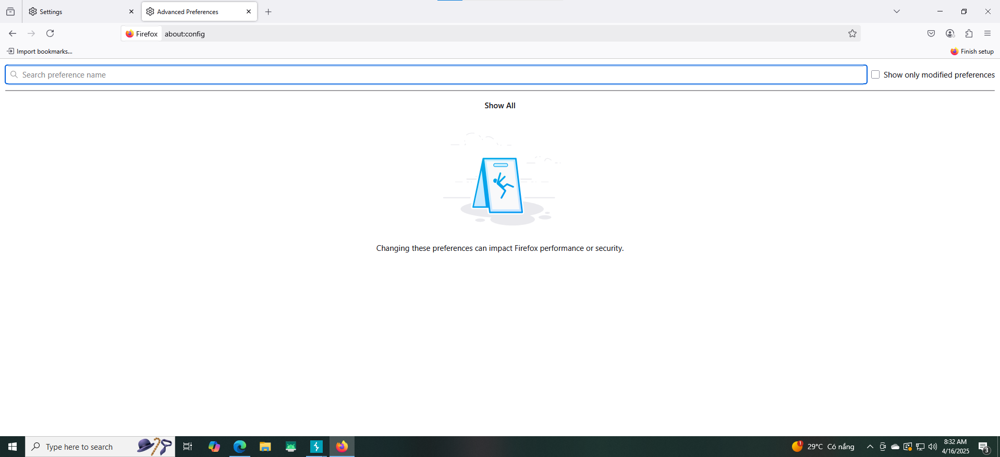 Settings
Advanced Preferences
Firefox
about:config
Import bookmarks...
Finish setup
Search preference name
Show only modified preferences
Show All
Changing these preferences can impact Firefox performance or security.
Type here to search
1
29°C Có nắng
8:32 AM
4/16/2025
3